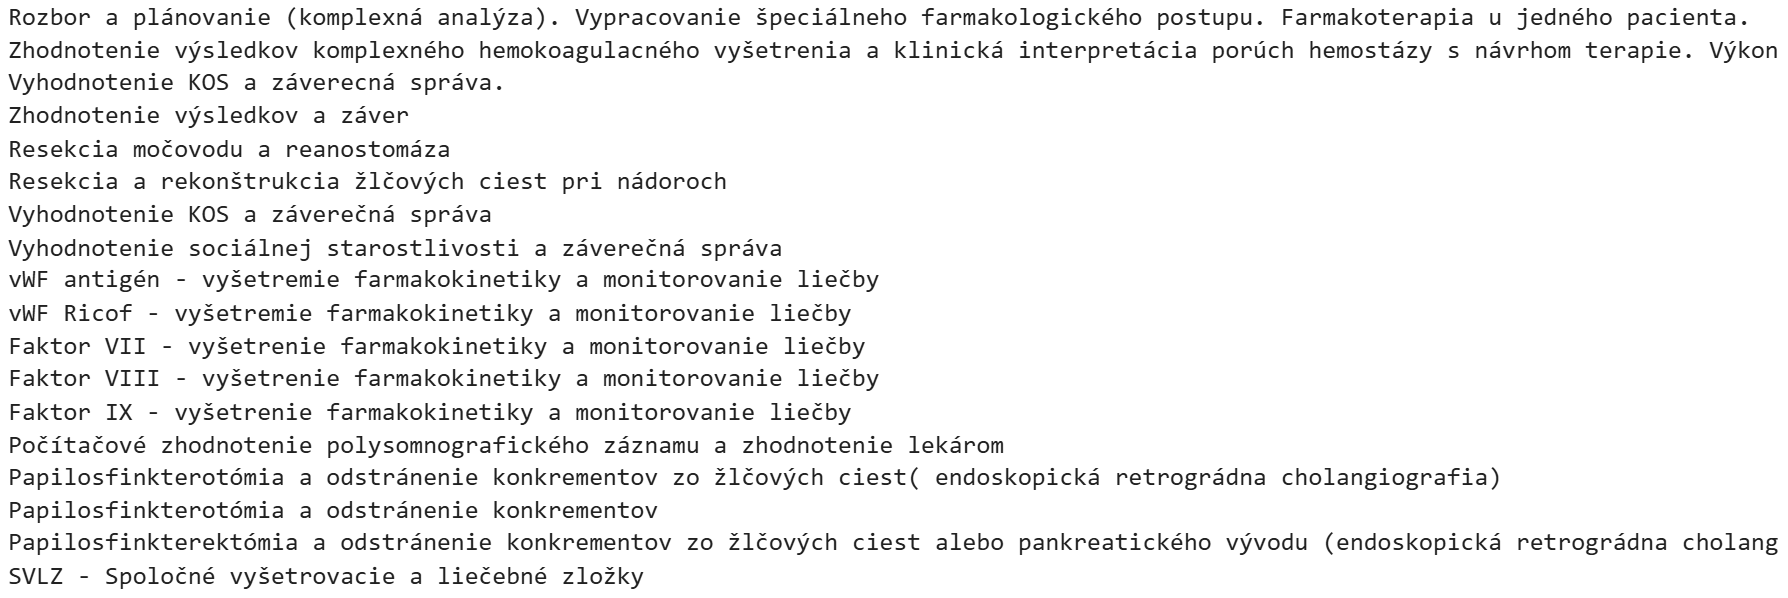 Rozbor a plánovanie (komplexná analýza). Vypracovanie špeciálneho farmakologického postupu. Farmakoterapia u jedného pacienta.
Zhodnotenie výsledkov komplexného hemokoagulacného vyšetrenia a klinická interpretácia porúch hemostázy s návrhom terapie. Výkon
Vyhodnotenie KOS a záverecná správa.
Zhodnotenie výsledkov a záver
Resekcia močovodu a reanostomáza
Resekcia a rekonštrukcia žlčových ciest pri nádoroch
Vyhodnotenie KOS a záverečná správa
Vyhodnotenie sociálnej starostlivosti a záverečná správa
vWF antigén - vyšetremie farmakokinetiky a monitorovanie liečby
vWF Ricof - vyšetremie farmakokinetiky a monitorovanie liečby
Faktor VII - vyšetrenie farmakokinetiky a monitorovanie liečby
Faktor VIII - vyšetrenie farmakokinetiky a monitorovanie liečby
Faktor IX - vyšetrenie farmakokinetiky a monitorovanie liečby
Počítačové zhodnotenie polysomnografického záznamu a zhodnotenie lekárom
Papilosfinkterotómia a odstránenie konkrementov zo žlčových ciest( endoskopická retrográdna cholangiografia)
Papilosfinkterotómia a odstránenie konkrementov
Papilosfinkterektómia a odstránenie konkrementov zo žlčových ciest alebo pankreatického vývodu (endoskopická retrográdna cholang
SVLZ - Spoločné vyšetrovacie a liečebné zložky